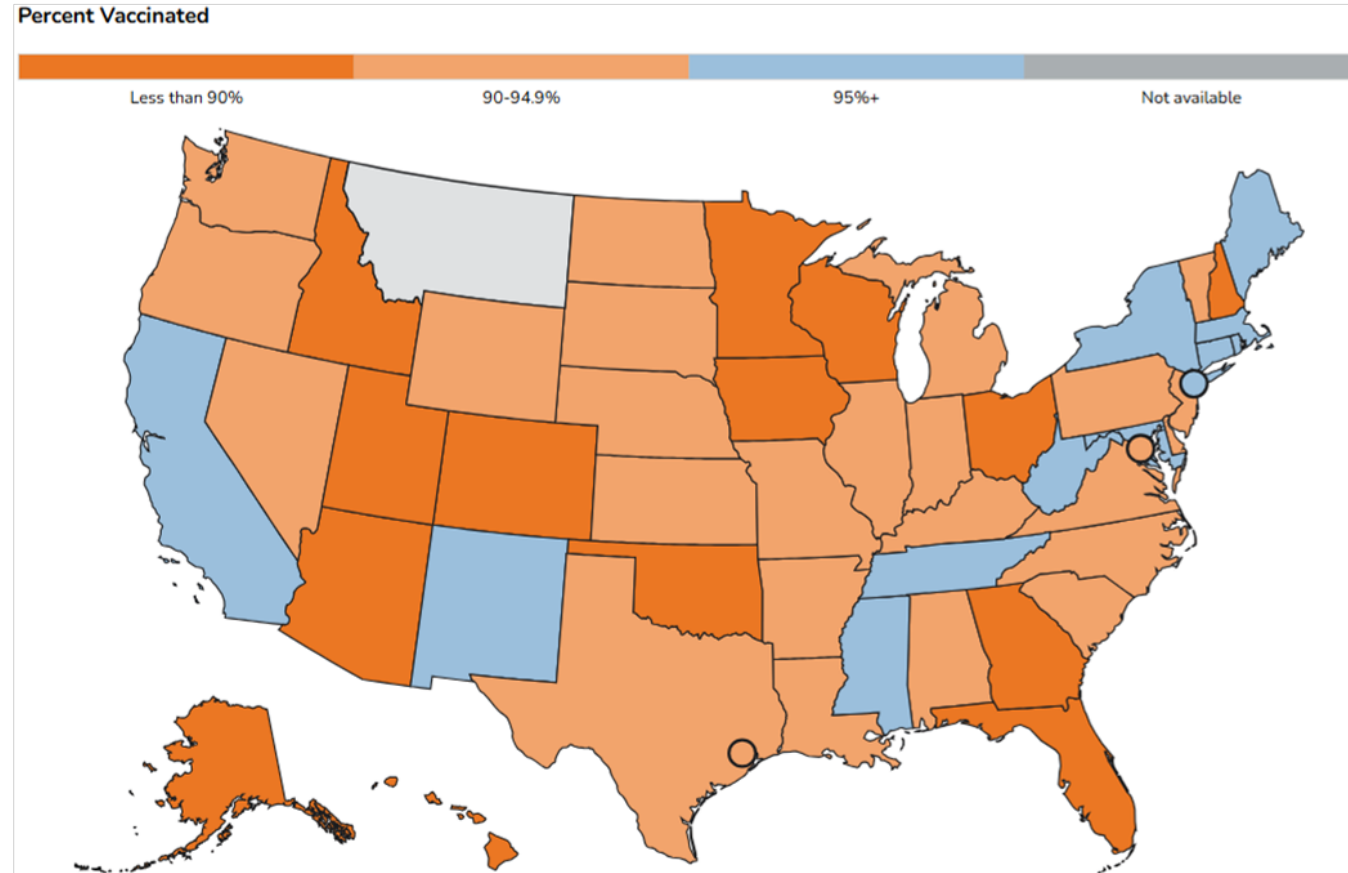 Percent Vaccinated
Less than 90% 90-94.9% 95%+ Not available